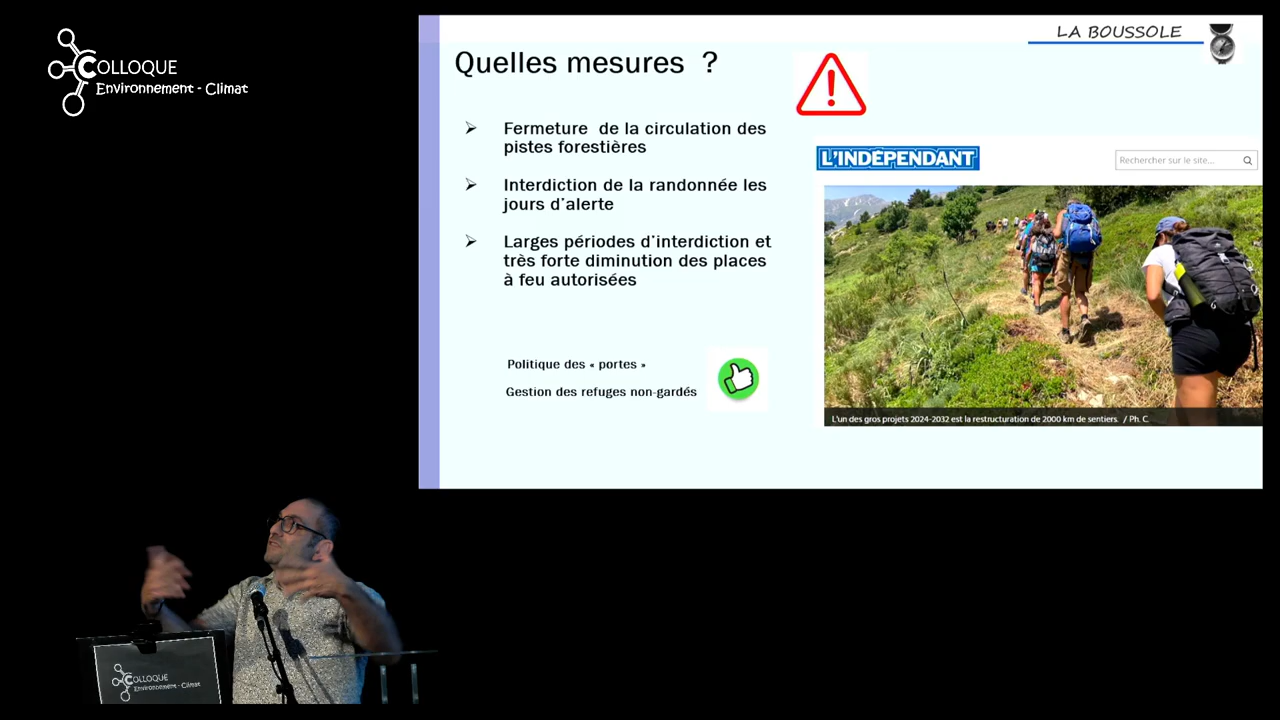 COLLOQUE
Environnement - Climat
LA BOUSSOLE
Quelles mesures ?
Fermeture de la circulation des
pistes forestières
Interdiction de la randonnée les
jours d'alerte
Larges périodes d'interdiction et
très forte diminution des places
à feu autorisées
Politique des « portes »
Gestion des refuges non-gardés
L'INDÉPENDANT
Rechercher sur le site...
L'un des gros projets 2024-2032 est la restructuration de 2000 km de sentiers. / Ph. C.
COLLOQUE
Environnement - Climat